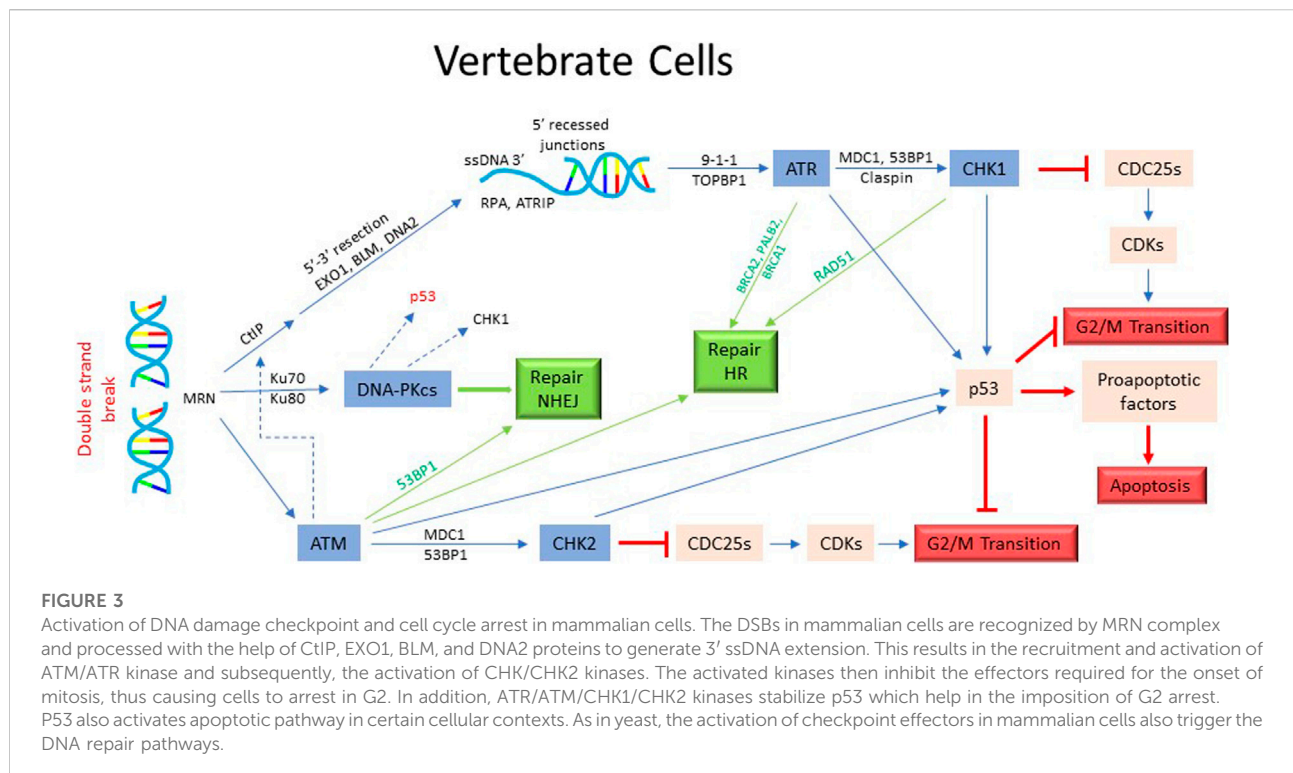 Vertebrate Cells
5' recessed
junctions
ssDNA 3'
RPA, ATRIP
9-1-1
TOPBP1
ATR
MDC1, 53BP1
Claspin
CHK1
CDC25s
CDKs
G2/M Transition
5'-3' resection
EXO1, BLM, DNA2
CtIP
BRCA2, PALB2,
BRCA1
RAD51
p53
CHK1
Double strand
break
MRN
Ku70
Ku80
DNA-PKcs
Repair
NHEJ
Repair
HR
p53
Proapoptotic
factors
Apoptosis
53BP1
ATM
MDC1
53BP1
CHK2
CDC25s
CDKs
G2/M Transition
FIGURE 3
Activation of DNA damage checkpoint and cell cycle arrest in mammalian cells. The DSBs in mammalian cells are recognized by MRN complex
and processed with the help of CtIP, EXO1, BLM, and DNA2 proteins to generate 3′ ssDNA extension. This results in the recruitment and activation of
ATM/ATR kinase and subsequently, the activation of CHK/CHK2 kinases. The activated kinases then inhibit the effectors required for the onset of
mitosis, thus causing cells to arrest in G2. In addition, ATR/ATM/CHK1/CHK2 kinases stabilize p53 which help in the imposition of G2 arrest.
P53 also activates apoptotic pathway in certain cellular contexts. As in yeast, the activation of checkpoint effectors in mammalian cells also trigger the
DNA repair pathways.